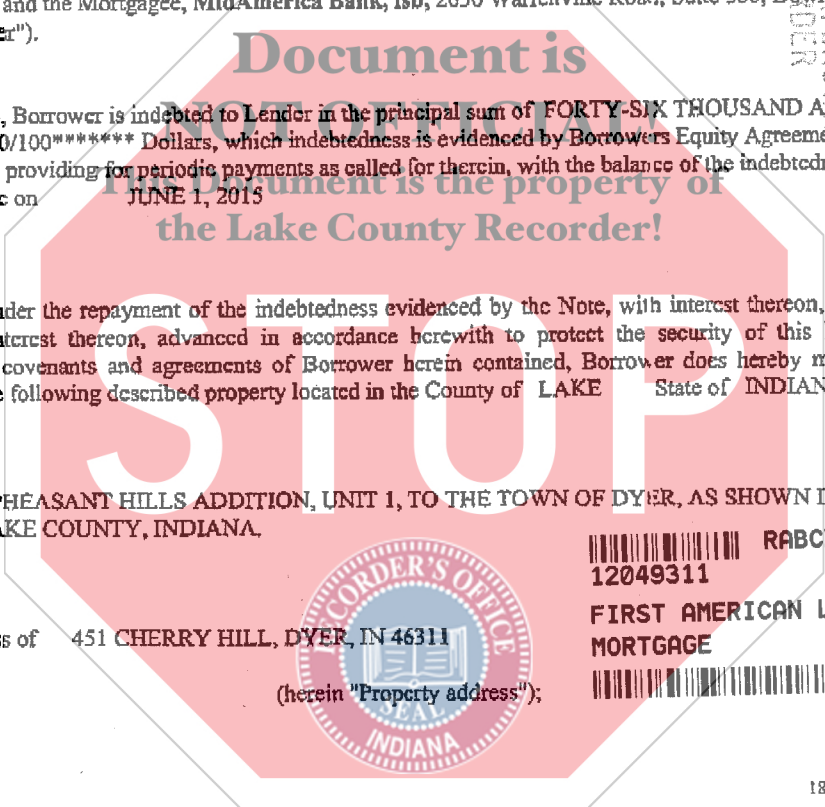 and the Mortgagee, MidAmerica Bank, fsb, 2650 Warrenville Road, Suite 500,
er").
Document is
, Borrower is indebted to Lender in the principal sum of FORTY-SIX THOUSAND A
NOT OFFICIAL!
0/100******* Dollars, which indebtedness is evidenced by Borrowers Equity Agreeme
providing for periodic payments as called for therein, with the balance of the indebtedn
This Document is the property of
on JUNE 1, 2015
the Lake County Recorder!
der the repayment of the indebtedness evidenced by the Note, with interest thereon,
terest thereon, advanced in accordance herewith to protect the security of this
covenants and agreements of Borrower herein contained, Borrower does hereby m
e following described property located in the County of LAKE State of INDIAN
STOP
PHEASANT HILLS ADDITION, UNIT 1, TO THE TOWN OF DYER, AS SHOWN I
AKE COUNTY, INDIANA.
RABC
12049311
FIRST AMERICAN L
MORTGAGE
RECORDER'S OFFICE
ss of 451 CHERRY HILL, DYER, IN 46311
(herein "Property address");
SEAL
INDIANA
18